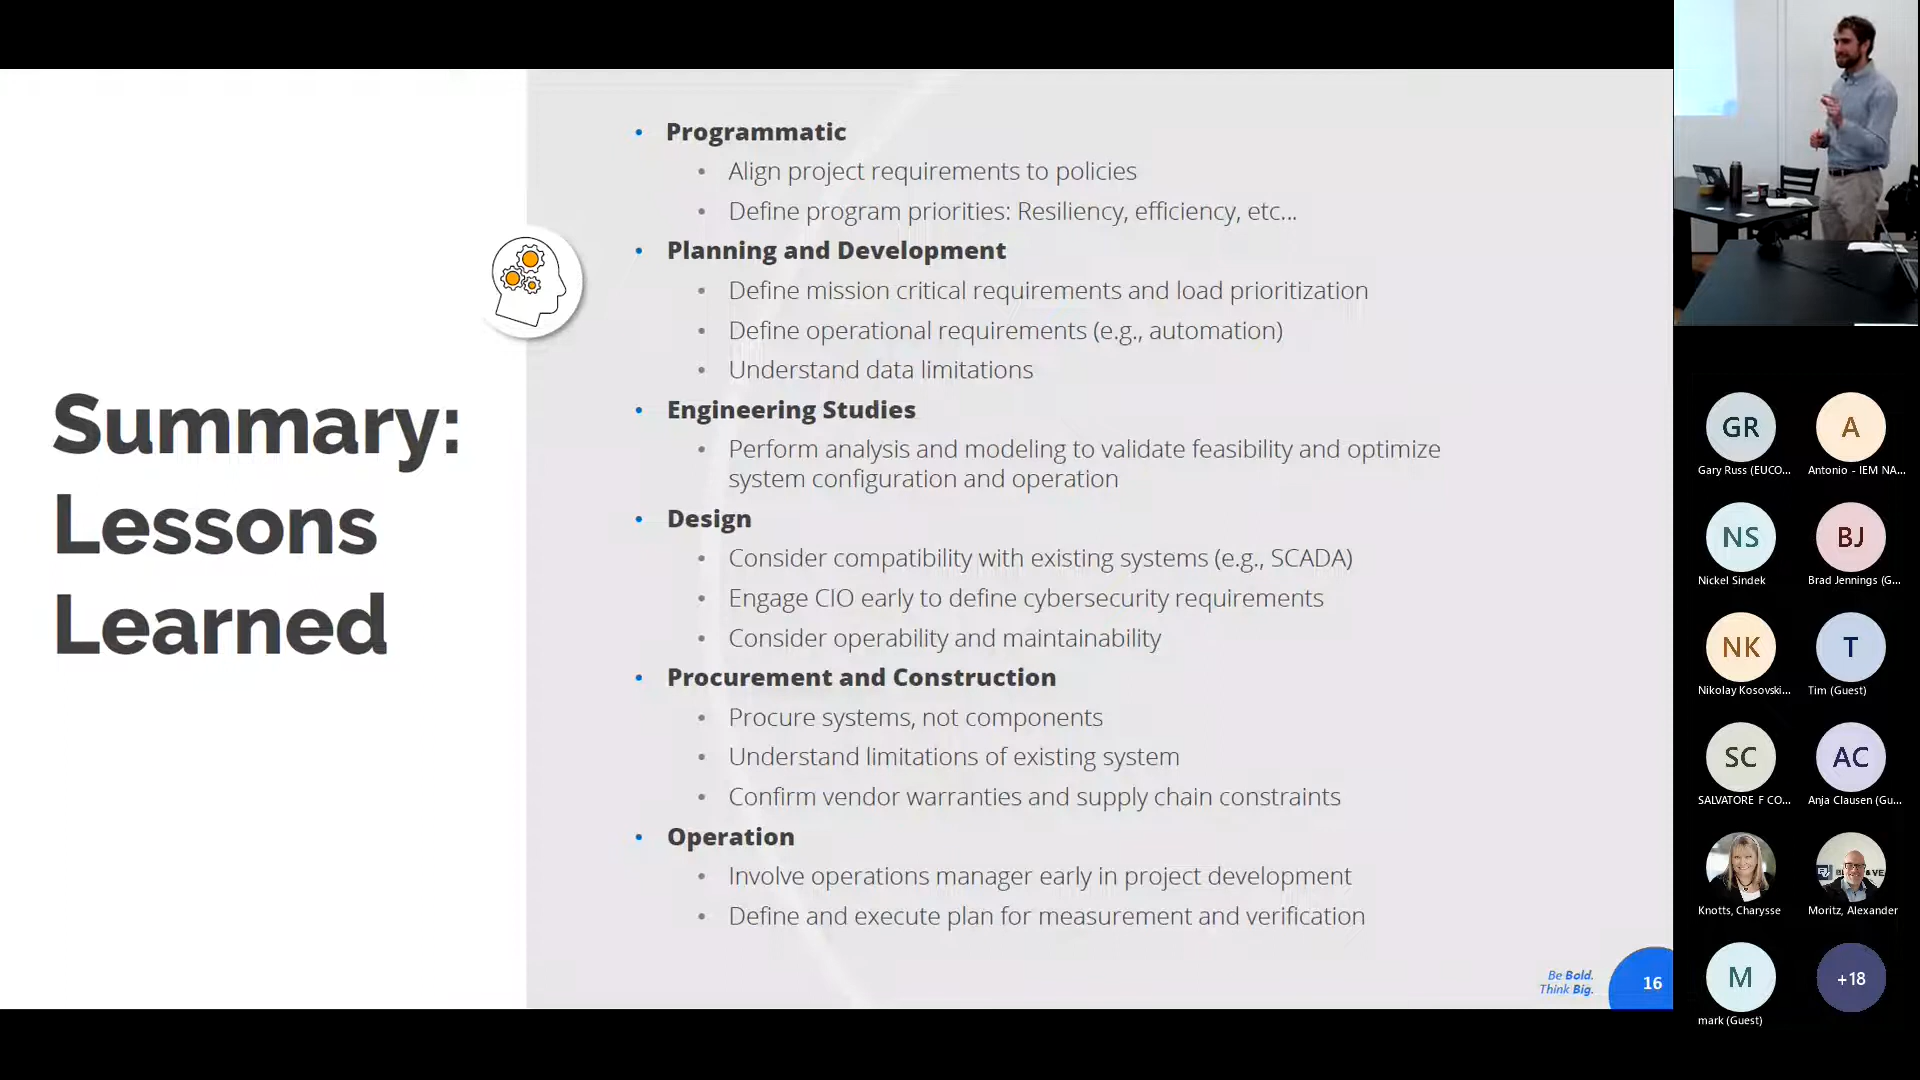 Summary:
Lessons
Learned
• Programmatic
• Align project requirements to policies
• Define program priorities: Resiliency, efficiency, etc...
• Planning and Development
• Define mission critical requirements and load prioritization
• Define operational requirements (e.g., automation)
• Understand data limitations
• Engineering Studies
• Perform analysis and modeling to validate feasibility and optimize
system configuration and operation
• Design
• Consider compatibility with existing systems (e.g., SCADA)
• Engage CIO early to define cybersecurity requirements
• Consider operability and maintainability
• Procurement and Construction
• Procure systems, not components
• Understand limitations of existing system
• Confirm vendor warranties and supply chain constraints
• Operation
• Involve operations manager early in project development
• Define and execute plan for measurement and verification
Be Bold.
Think Big.
16
GR
Gary Russ (EUCO...
A
Antonio - IEM NA...
NS
Nickel Sindek
BJ
Brad Jennings (G...
NK
Nikolay Kosovski...
T
Tim (Guest)
SC
SALVATORE F CO...
AC
Anja Clausen (Gu...
Knotts, Charysse
Moritz, Alexander
M
mark (Guest)
+18